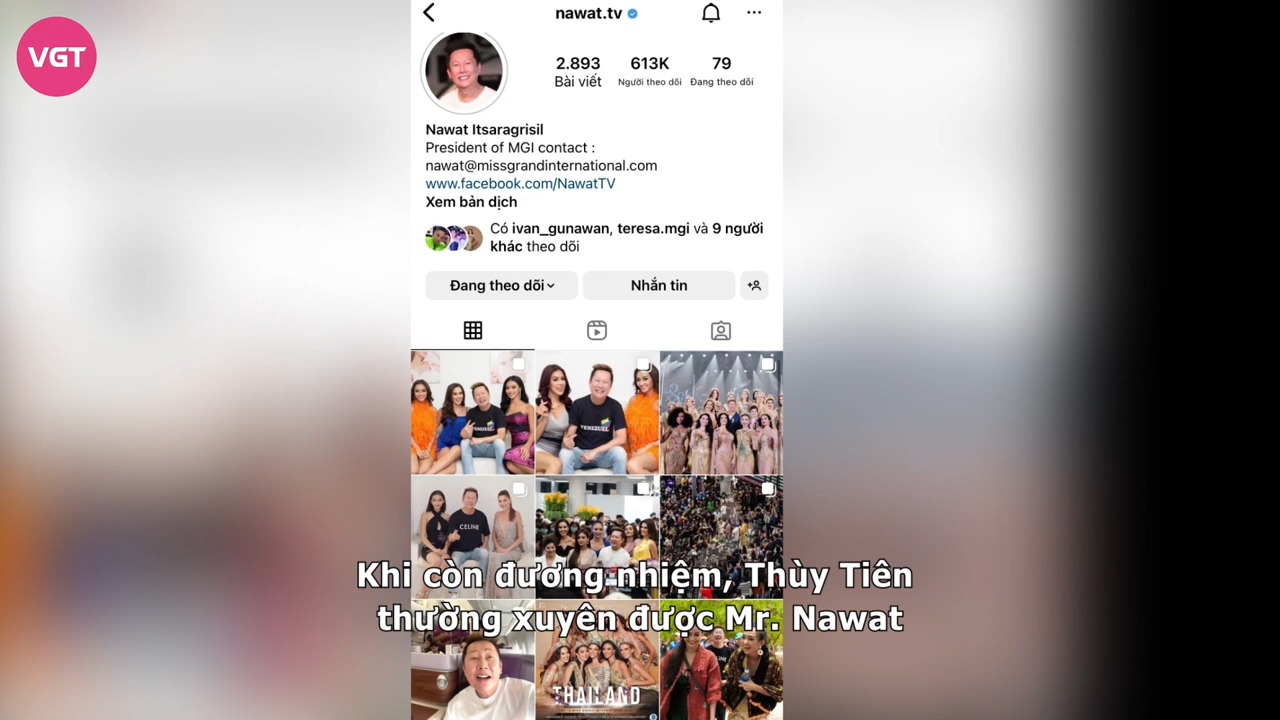 VGT
nawat.tv
2.893
613K
79
Bài viết
Người theo dõi
Đang theo dõi
Nawat Itsaragrisil
President of MGI contact :
nawat@missgrandinternational.com
www.facebook.com/NawatTV
Xem bản dịch
Có ivan_gunawan, teresa.mgi và 9 người
khác theo dõi
Đang theo dõi
Nhắn tin
VENEZUEL
VENEZUEL
CELINE
Khi còn đương nhiệm, Thùy Tiên
thường xuyên được Mr. Nawat
THAILAND